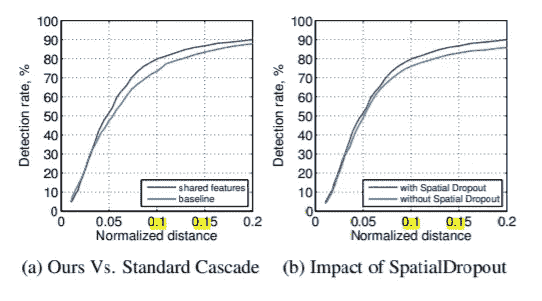 100
90
80
70
60
50
40
30
20
10
0
Detection rate, %
shared features
baseline
0 0.05 0.1 0.15 0.2
Normalized distance
(a) Ours Vs. Standard Cascade
100
90
80
70
60
50
40
30
20
10
0
Detection rate, %
with Spatial Dropout
without Spatial Dropout
0 0.05 0.1 0.15 0.2
Normalized distance
(b) Impact of SpatialDropout